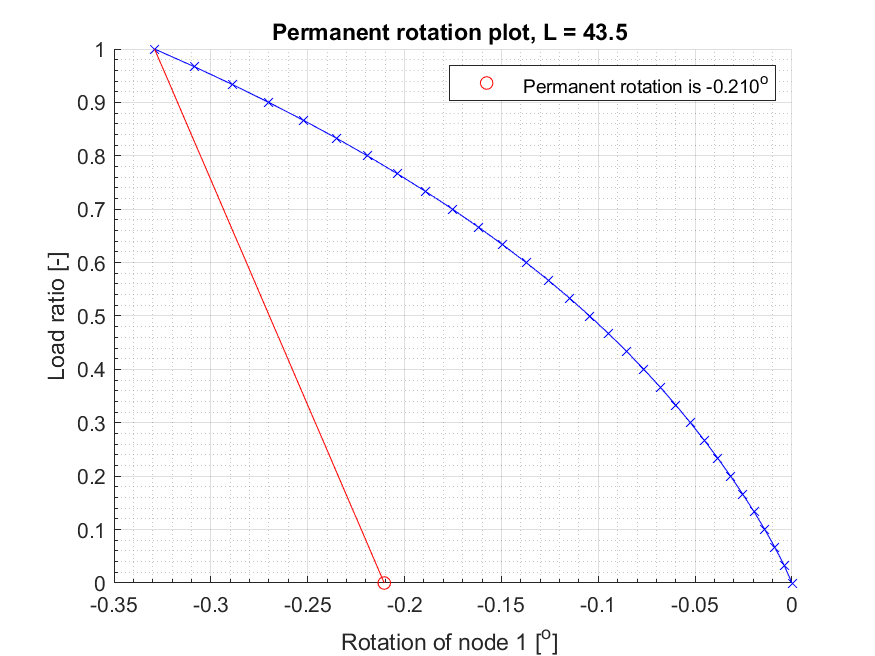 Permanent rotation plot, L = 43.5
Permanent rotation is -0.210°
Load ratio [-]
1
0.9
0.8
0.7
0.6
0.5
0.4
0.3
0.2
0.1
0
-0.35 -0.3 -0.25 -0.2 -0.15 -0.1 -0.05 0
Rotation of node 1 [°]